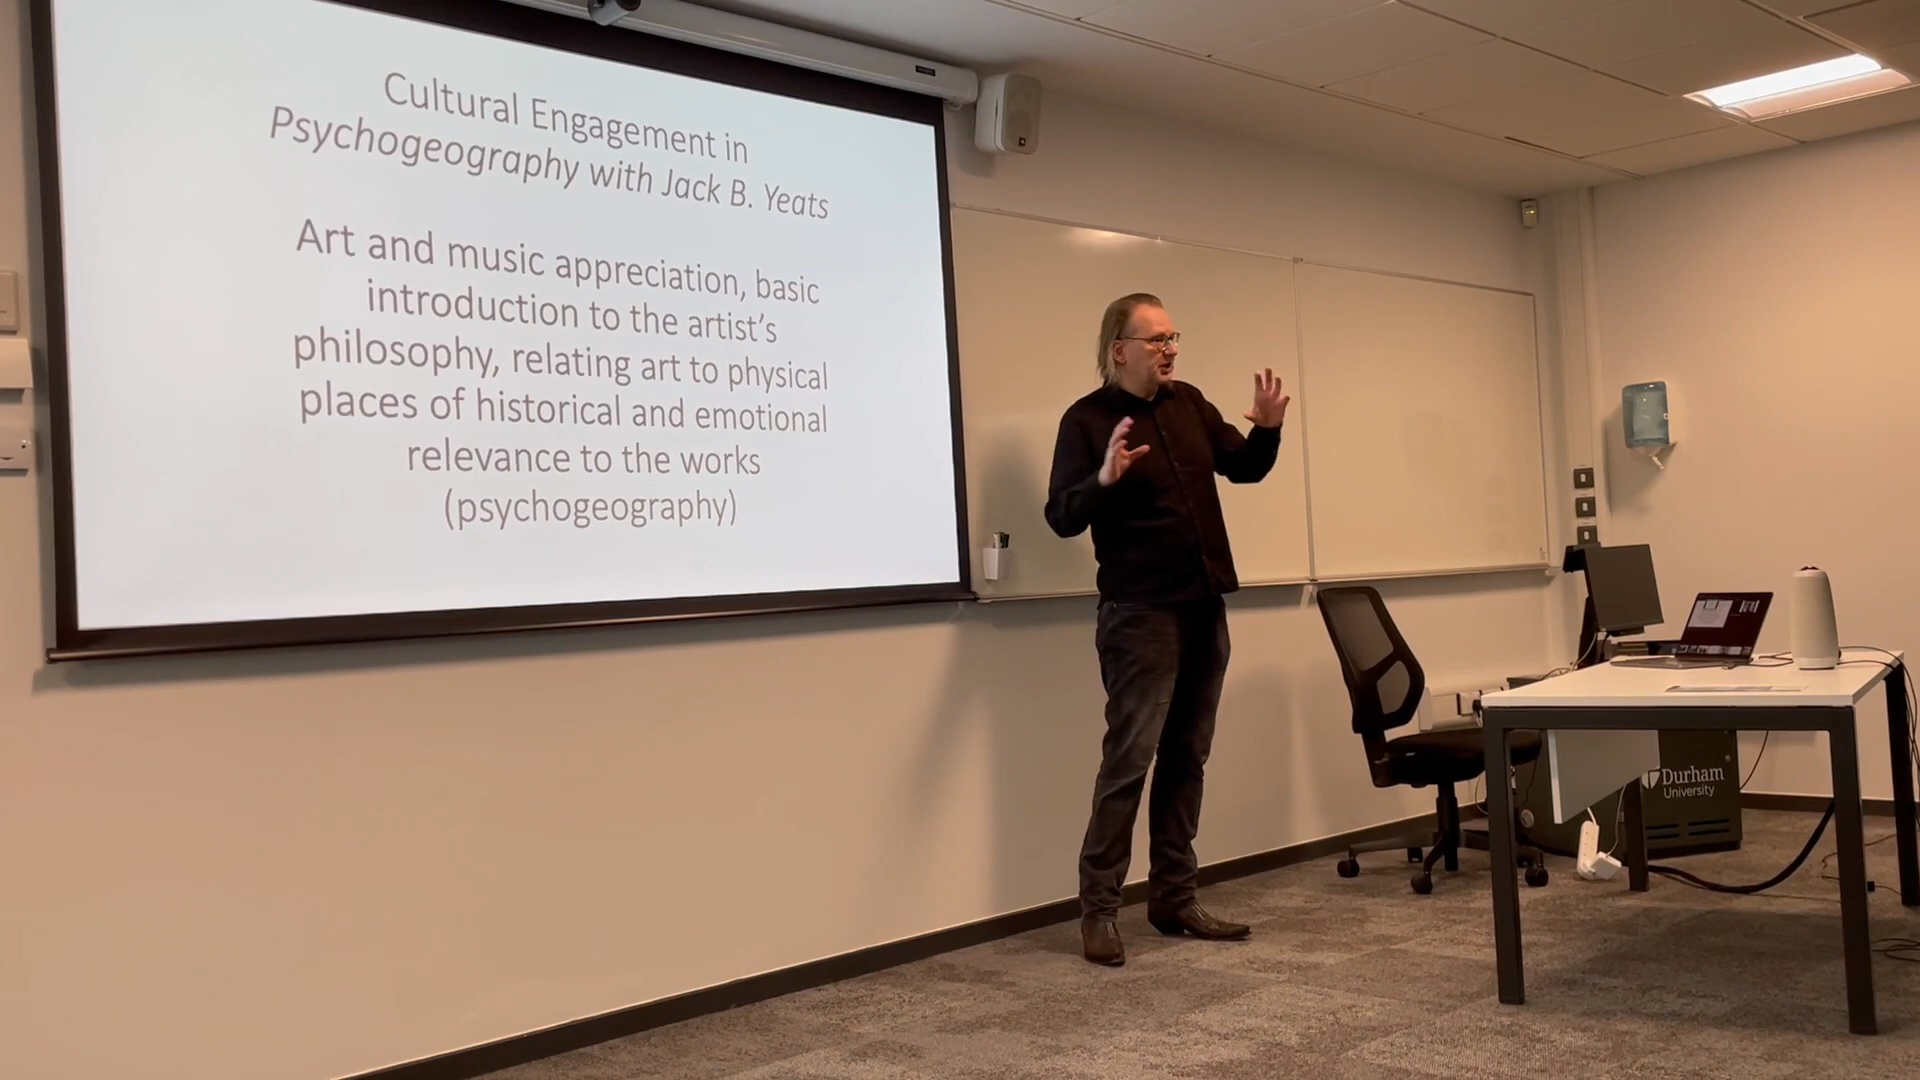 Cultural Engagement in
Psychogeography with Jack B. Yeats
Art and music appreciation, basic
introduction to the artist's
philosophy, relating art to physical
places of historical and emotional
relevance to the works
(psychogeography)
Durham
University